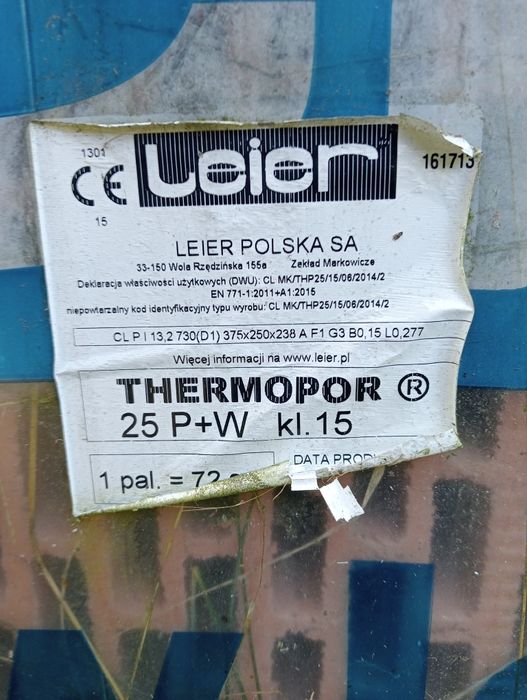 1301
CE
15
Leier
161713
LEIER POLSKA SA
33-150 Wola Rzędzińska 155a Zekład Markowicze
Deklaracja właściwości użytkowych (DWU): CL MK/THP25/15/06/2014/2
EN 771-1:2011+A1:2015
niepowtarzalny kod identyfikacyjny typu wyrobu: CL MK/THP25/15/06/2014/2
CL P I 13,2 730(D1) 375x250x238 A F1 G3 B0,15 L0,277
Więcej informacji na www.leier.pl
THERMOPOR ®
25 P+W kl.15
1 pal. = 72
DATA PROD